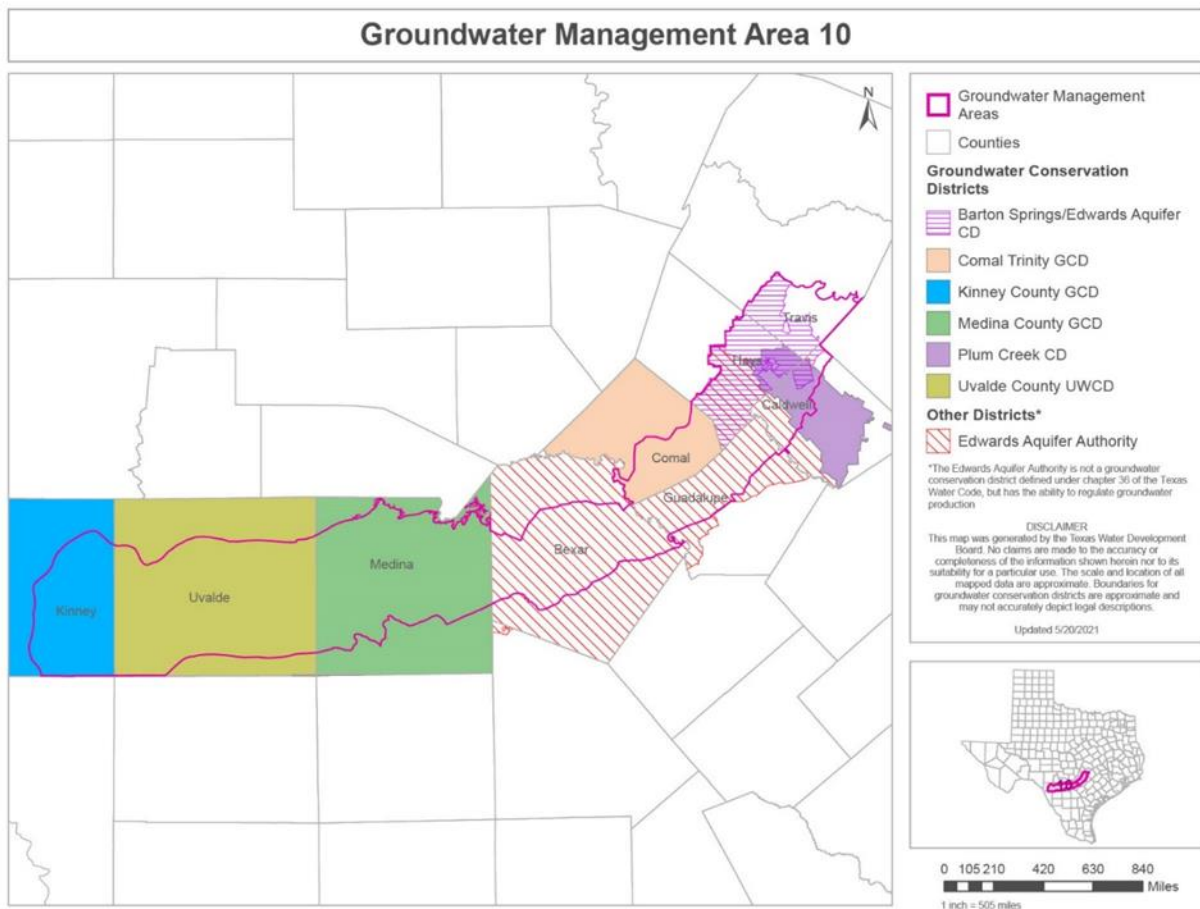 Groundwater Management Area 10
N
Travis
Hays
Caldwell
Comal
Guadalupe
Bexar
Medina
Uvalde
Kinney
Groundwater Management
Areas
Counties
Groundwater Conservation
Districts
Barton Springs/Edwards Aquifer
CD
Comal Trinity GCD
Kinney County GCD
Medina County GCD
Plum Creek CD
Uvalde County UWCD
Other Districts*
Edwards Aquifer Authority
*The Edwards Aquifer Authority is not a groundwater
conservation district defined under chapter 36 of the Texas
Water Code, but has the ability to regulate groundwater
production
DISCLAIMER
This map was generated by the Texas Water Development
Board. No claims are made to the accuracy or
completeness of the information shown herein nor to its
suitability for a particular use. The scale and location of all
mapped data are approximate. Boundaries for
groundwater conservation districts are approximate and
may not accurately depict legal descriptions.
Updated 5/20/2021
10
0 105 210 420 630 840
Miles
1 inch = 505 miles